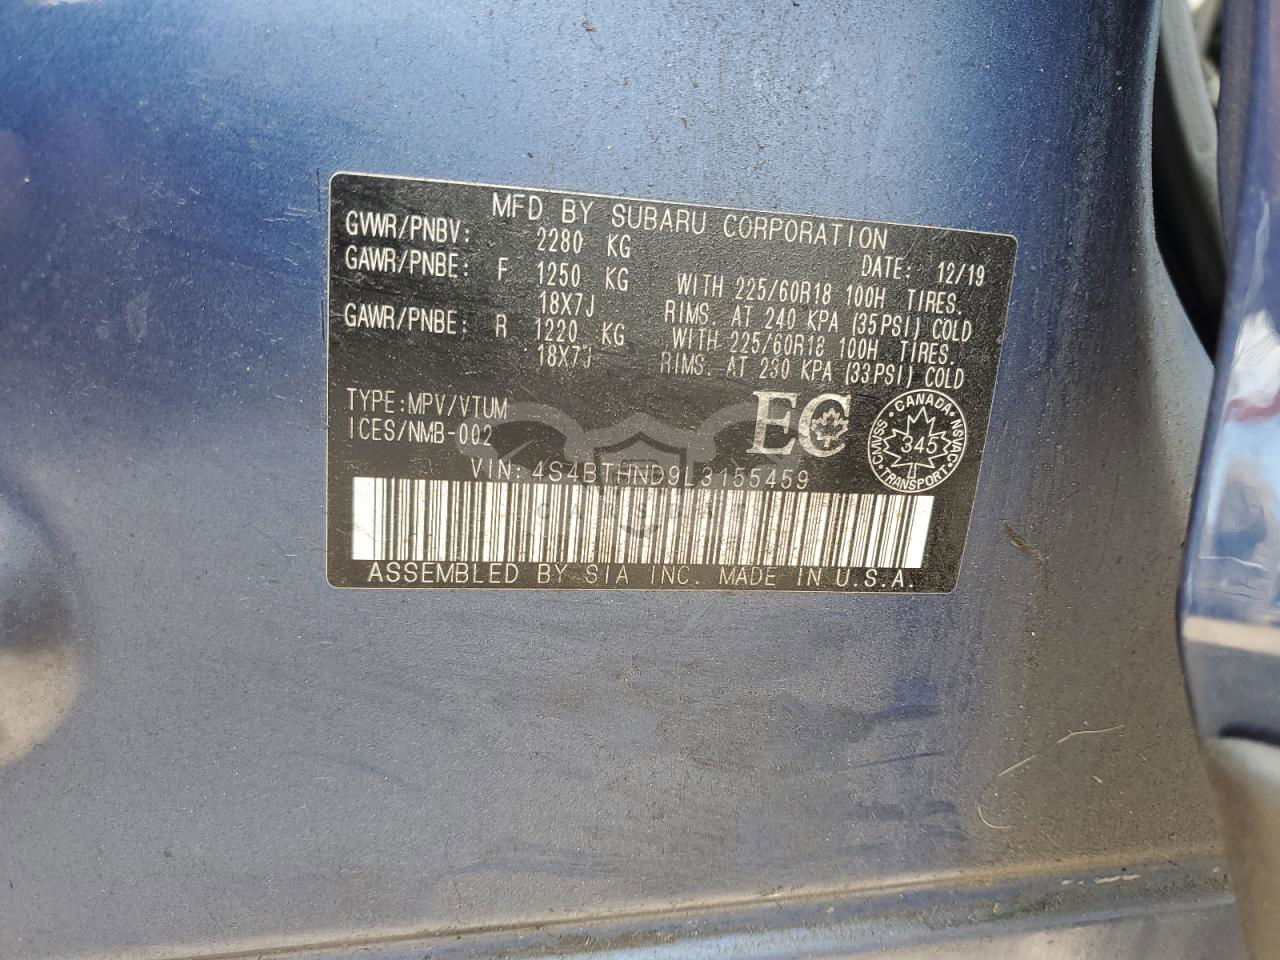 MFD BY SUBARU CORPORATION
GVWR/PNBV: 2280 KG DATE: 12/19
GAWR/PNBE: F 1250 KG WITH 225/60R18 100H TIRES.
18X7J RIMS. AT 240 KPA (35PSI) COLD
GAWR/PNBE: R 1220 KG WITH 225/60R18 100H TIRES.
18X7J RIMS. AT 230 KPA (33PSI) COLD
TYPE:MPV/VTUM
ICES/NMB-002
EC
CANADA
CMVSS 345 NSVAC
TRANSPORT
VIN:4S4BTHND9L3155459
ASSEMBLED BY SIA INC. MADE IN U.S.A.